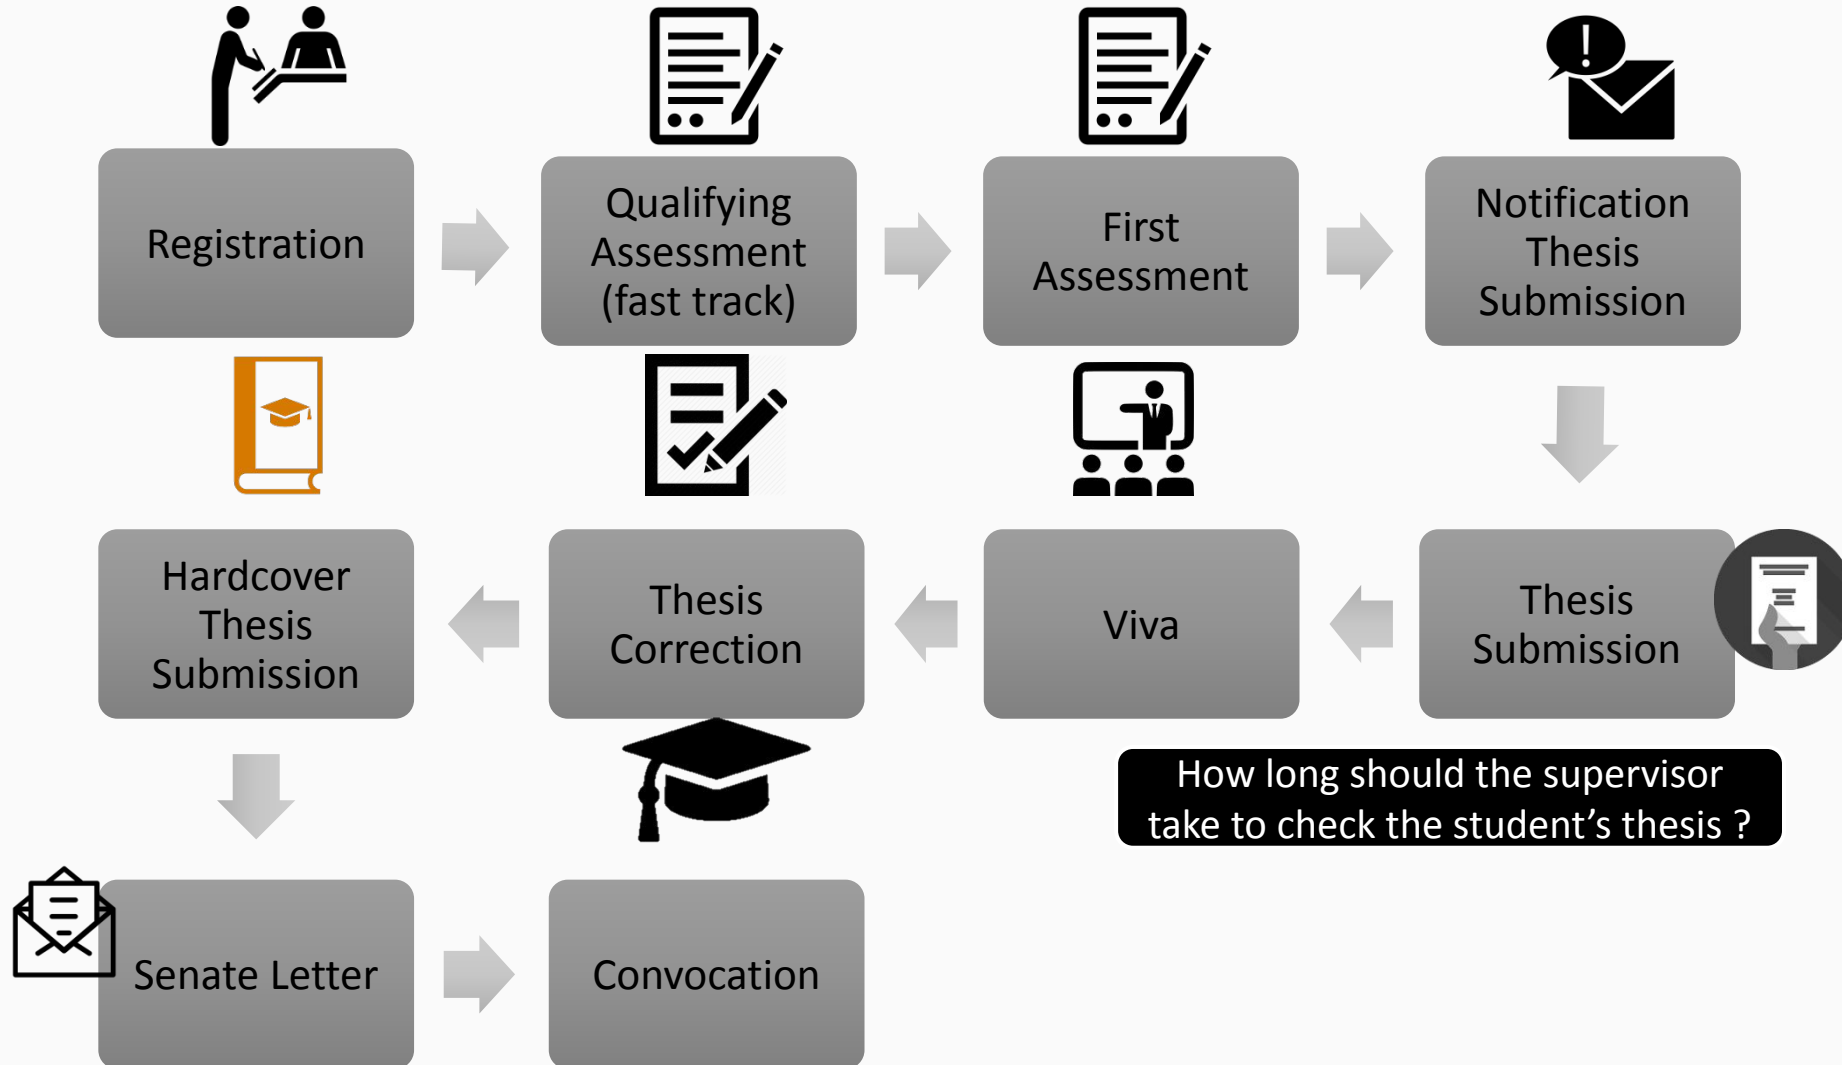 Registration
Qualifying
Assessment
(fast track)
First
Assessment
Notification
Thesis
Submission
Thesis
Submission
Viva
Thesis
Correction
Hardcover
Thesis
Submission
How long should the supervisor
take to check the student’s thesis ?
Senate Letter
Convocation